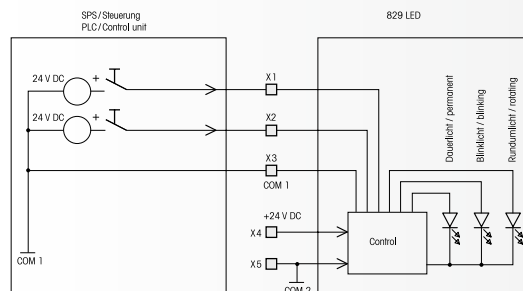 SPS/Steuerung
PLC/Control unit
829 LED
24 V DC
+
X1
24 V DC
+
X2
X3
COM 1
+24 V DC
X4
X5
COM 2
COM 1
Control
Dauerlicht / permanent
Blinklicht / blinking
Rundumlicht / rotating